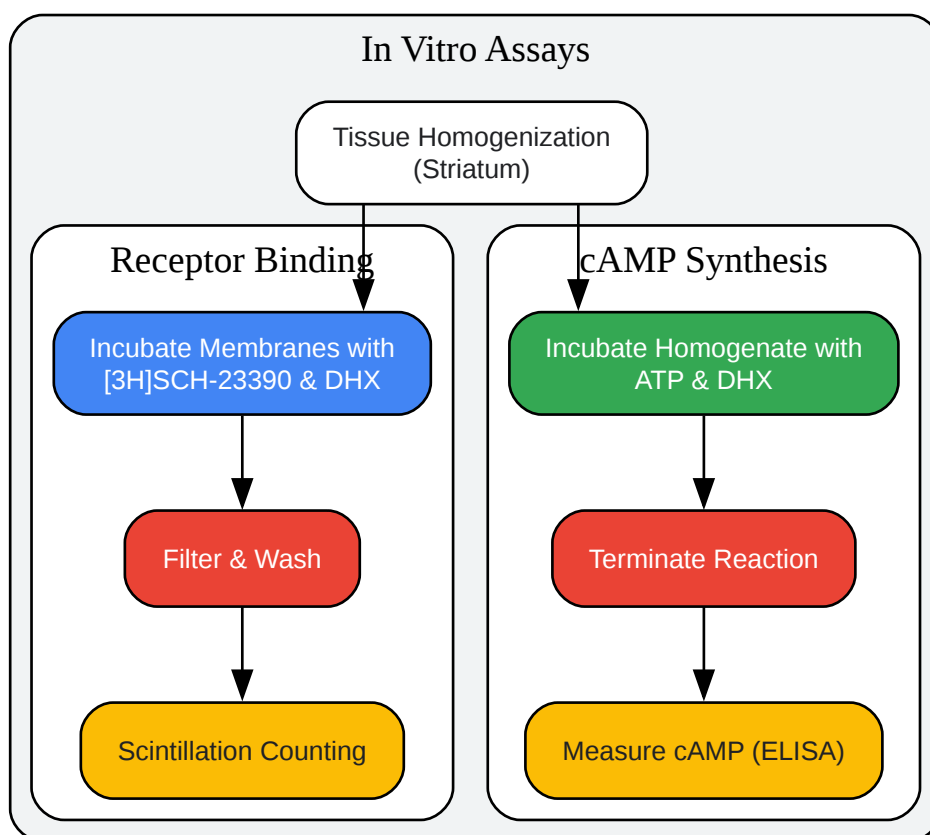 In Vitro Assays
Tissue Homogenization
(Striatum)
Receptor Binding
Incubate Membranes with
[3H]SCH-23390 & DHX
Filter & Wash
Scintillation Counting
cAMP Synthesis
Incubate Homogenate with
ATP & DHX
Terminate Reaction
Measure cAMP (ELISA)